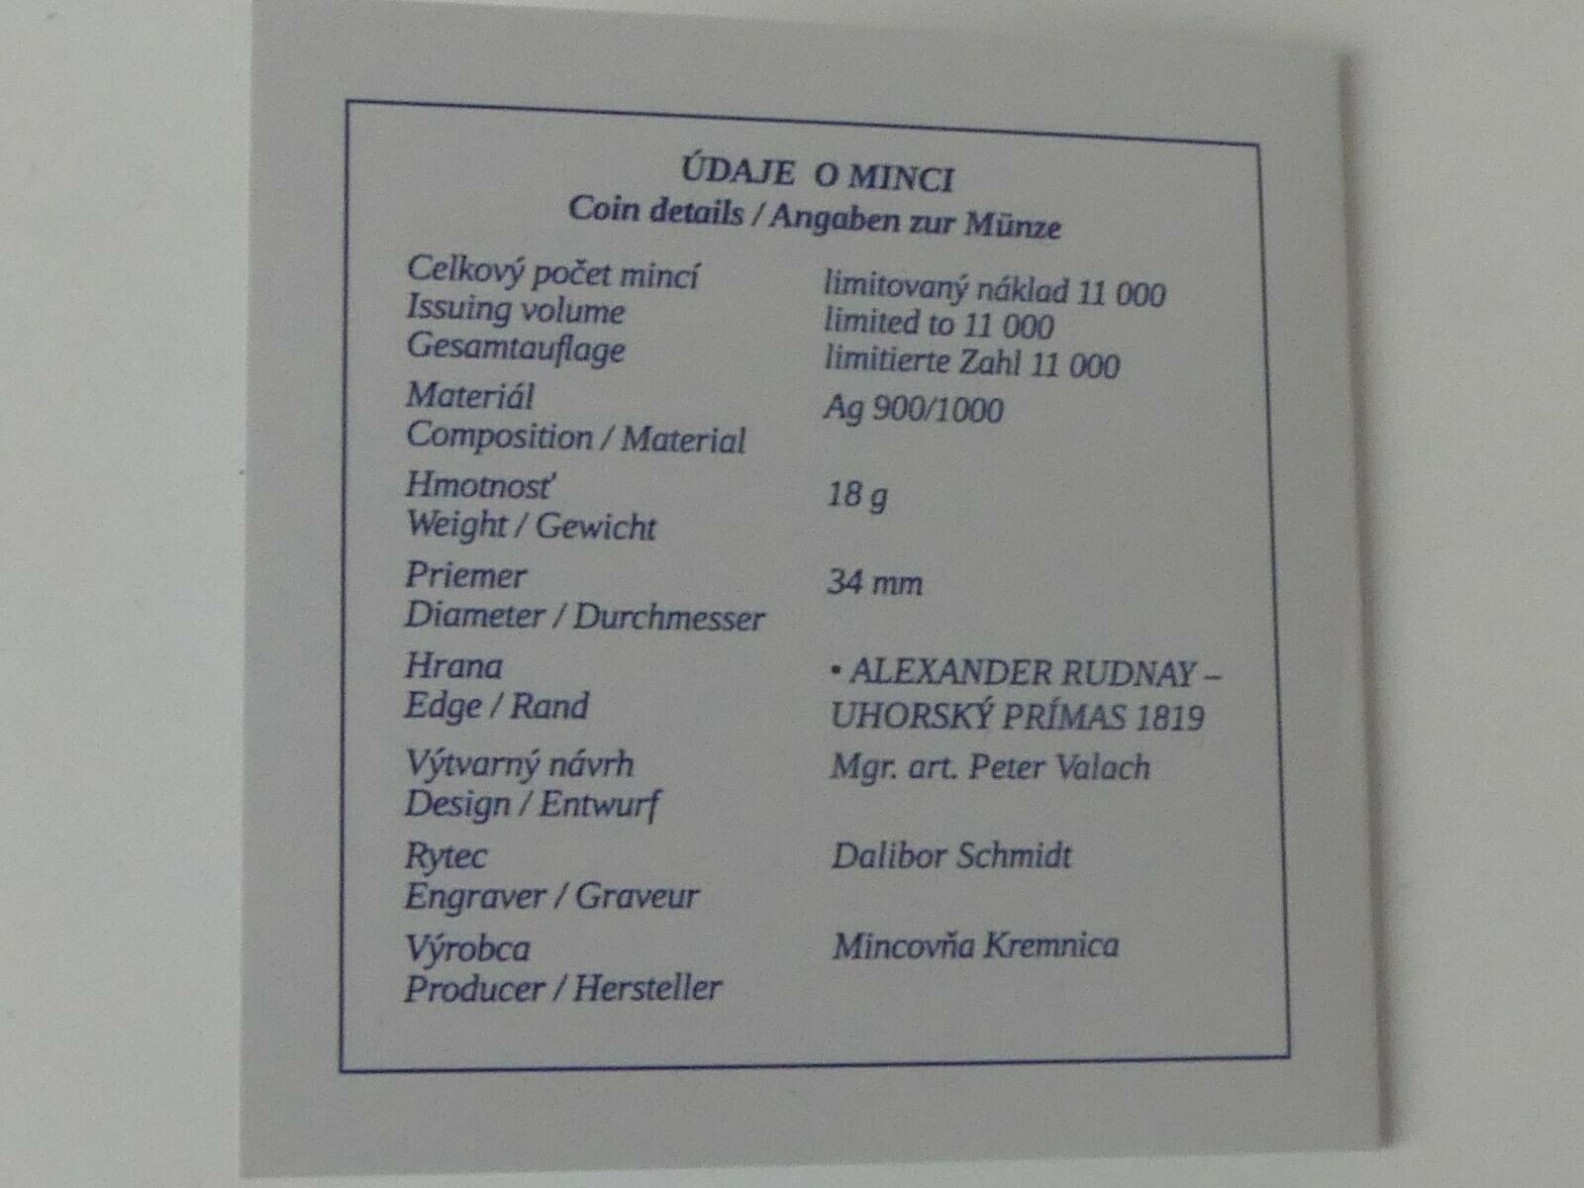 ÚDAJE O MINCI
Coin details / Angaben zur Münze
Celkový počet mincí limitovaný náklad 11 000
Issuing volume limited to 11 000
Gesamtauflage limitierte Zahl 11 000
Materiál Ag 900/1000
Composition / Material
Hmotnosť 18 g
Weight / Gewicht
Priemer 34 mm
Diameter / Durchmesser
Hrana • ALEXANDER RUDNAY –
Edge / Rand UHORSKÝ PRÍMAS 1819
Výtvarný návrh Mgr. art. Peter Valach
Design / Entwurf
Rytec Dalibor Schmidt
Engraver / Graveur
Výrobca Mincovňa Kremnica
Producer / Hersteller